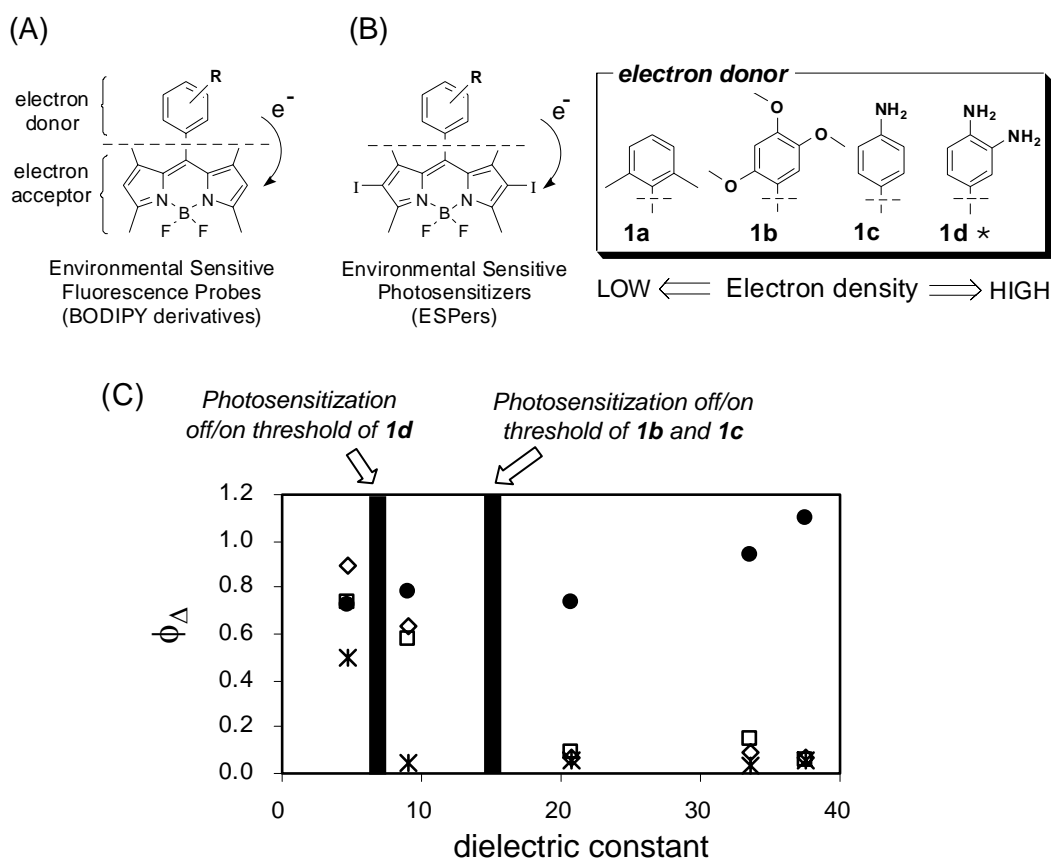 (A)
R
electron
donor
e-
electron
acceptor
N
N
B
F
F
Environmental Sensitive
Fluorescence Probes
(BODIPY derivatives)
(B)
R
e-
I
I
N
N
B
F
F
Environmental Sensitive
Photosensitizers
(ESPers)
electron donor
O
O
O
NH2
NH2
NH2
1a
1b
1c
1d *
LOW Electron density HIGH
(C)
Photosensitization
off/on threshold of 1d
Photosensitization off/on
threshold of 1b and 1c
1.2
1.0
0.8
0.6
0.4
0.2
0.0
ϕΔ
0 10 20 30 40
dielectric constant